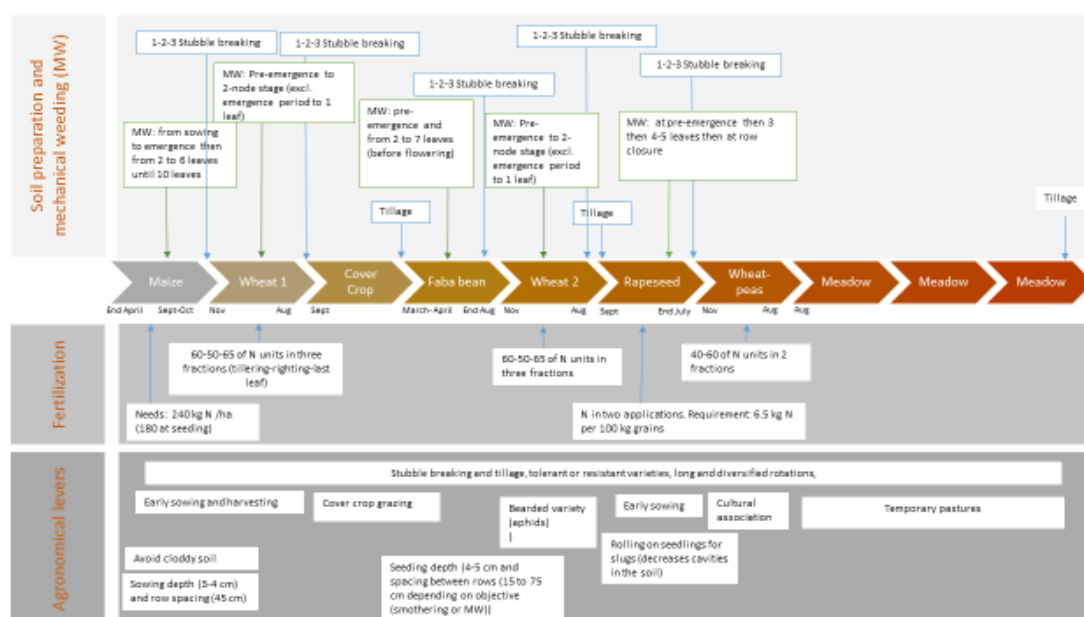 Soil preparation and
mechanical weeding (MW)
1-2-3 Stubble breaking
1-2-3 Stubble breaking
1-2-3 Stubble breaking
1-2-3 Stubble breaking
1-2-3 Stubble breaking
MW: Pre-emergence to
2-node stage (excl.
emergence period to 1
leaf)
MW: from sowing
to emergence then
from 2 to 6 leaves
until 10 leaves
MW: pre-
emergence and
from 2 to 7 leaves
(before flowering)
MW: Pre-
emergence to 2-
node stage (excl.
emergence period
to 1 leaf)
MW: at pre-emergence then 3
then 4-5 leaves then at row
closure
Tillage
Tillage
Tillage
Maize
Wheat 1
Cover
Crop
Faba bean
Wheat 2
Rapeseed
Wheat-
peas
Meadow
Meadow
Meadow
End April
Sept-Oct
Nov
Aug
Sept
March-April
End Aug
Nov
Aug
Sept
End July
Nov
Aug
Aug
Fertilization
60-50-65 of N units in three
fractions (tillering-righting-last
leaf)
60-50-65 of N units in
three fractions
40-60 of N units in 2
fractions
Needs: 240 kg N /ha
(180 at seeding)
N in two applications. Requirement: 6.5 kg N
per 100 kg grains
Agronomical levers
Stubble breaking and tillage, tolerant or resistant varieties, long and diversified rotations,
Early sowing and harvesting
Cover crop grazing
Bearded variety
(aphids)
)
Early sowing
Cultural
association
Temporary pastures
Avoid cloddy soil
Sowing depth (3-4 cm)
and row spacing (45 cm)
Seeding depth (4-5 cm and
spacing between rows (15 to 75
cm depending on objective
(smothering or MW))
Rolling on seedlings for
slugs (decreases cavities
in the soil)